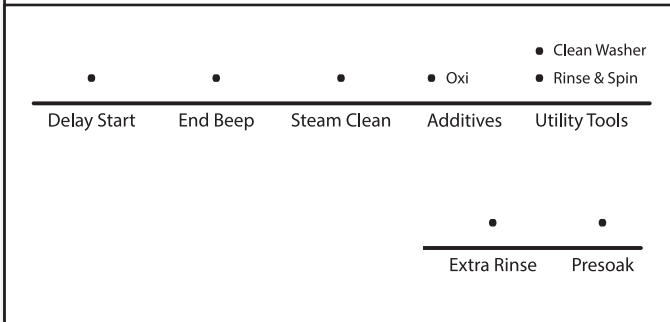 Clean Washer
Oxi
Rinse & Spin
Delay Start
End Beep
Steam Clean
Additives
Utility Tools
Extra Rinse
Presoak